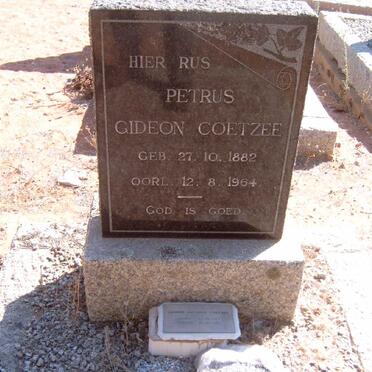 HIER RUS
PETRUS
GIDEON COETZEE
GEB. 27. 10. 1882
OORL. 12. 8. 1964
GOD IS GOED